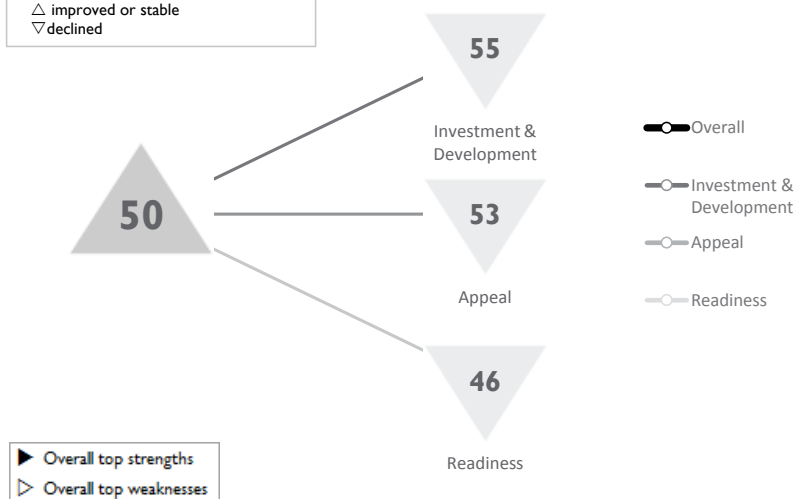 △ improved or stable
▽ declined
55
Investment &
Development
50
53
Appeal
46
Readiness
Overall
Investment &
Development
Appeal
Readiness
▶ Overall top strengths
▷ Overall top weaknesses